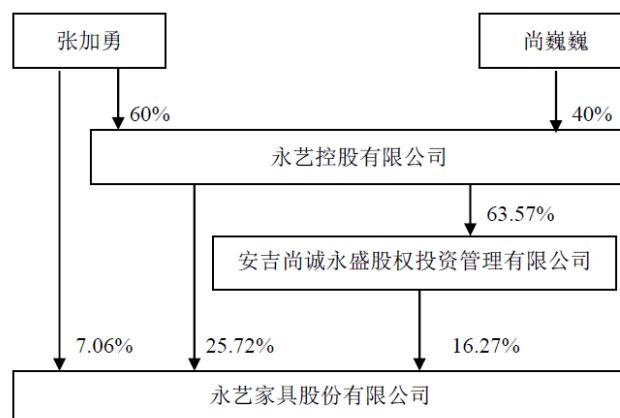 张加勇
尚巍巍
60%
40%
永艺控股有限公司
63.57%
安吉尚诚永盛股权投资管理有限公司
7.06%
25.72%
16.27%
永艺家具股份有限公司